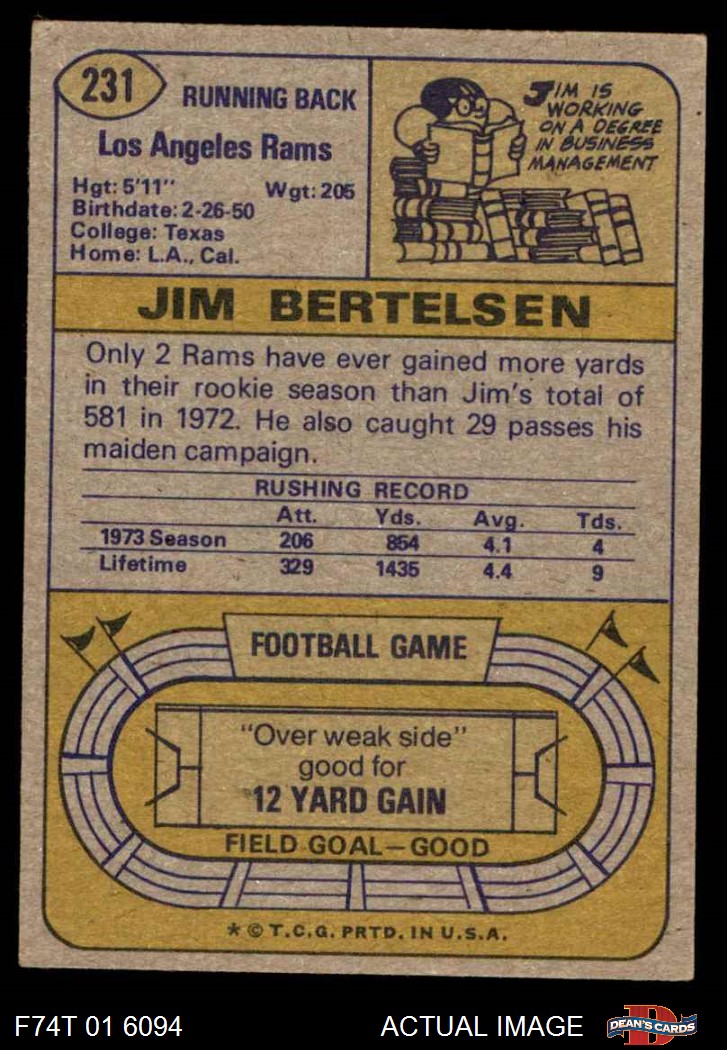 231
RUNNING BACK
Los Angeles Rams
Hgt: 5'11" Wgt: 205
Birthdate: 2-26-50
College: Texas
Home: L.A., Cal.
JIM IS
WORKING
ON A DEGREE
IN BUSINESS
MANAGEMENT
JIM BERTELSEN
Only 2 Rams have ever gained more yards
in their rookie season than Jim's total of
581 in 1972. He also caught 29 passes his
maiden campaign.
RUSHING RECORD
Att. Yds. Avg. Tds.
1973 Season 206 854 4.1 4
Lifetime 329 1435 4.4 9
FOOTBALL GAME
"Over weak side"
good for
12 YARD GAIN
FIELD GOAL—GOOD
* © T.C.G. PRTD. IN U.S.A.
F74T 01 6094 ACTUAL IMAGE
D
DEAN'S CARDS